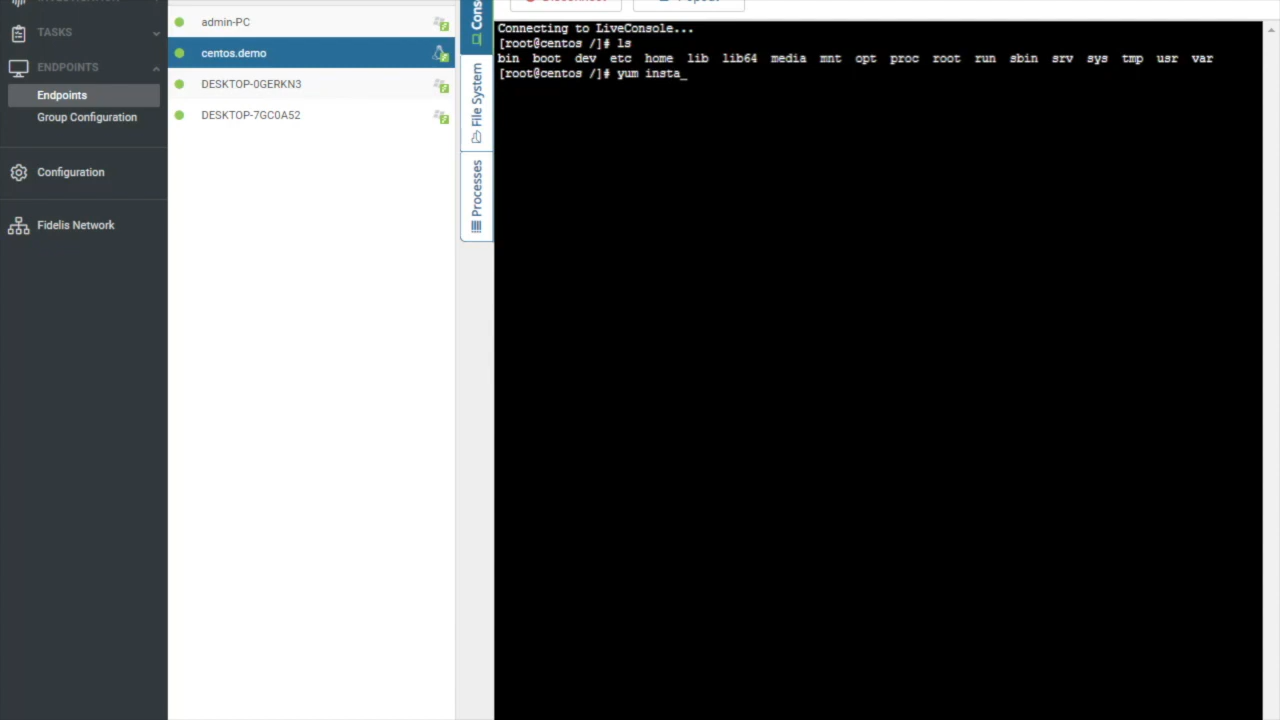 TASKS
ENDPOINTS
Endpoints
Group Configuration
Configuration
Fidelis Network
admin-PC
centos.demo
DESKTOP-0GERKN3
DESKTOP-7GC0A52
Conso
File System
Processes
Connecting to LiveConsole...
[root@centos /]# ls
bin boot dev etc home lib lib64 media mnt opt proc root run sbin srv sys tmp usr var
[root@centos /]# yum insta_